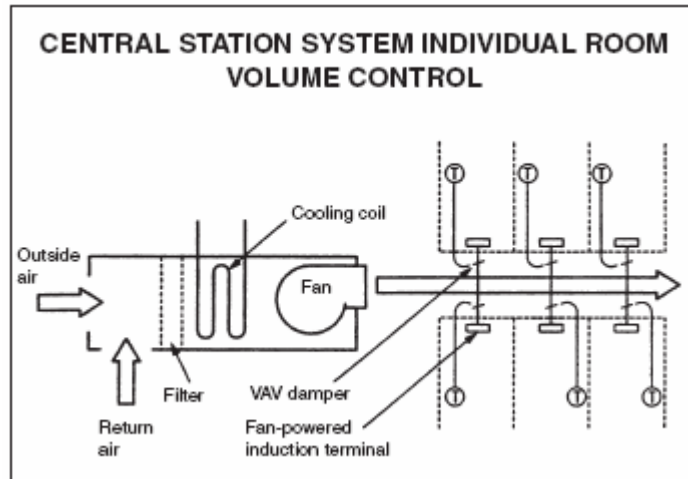 CENTRAL STATION SYSTEM INDIVIDUAL ROOM
VOLUME CONTROL
T
T
T
Cooling coil
Outside
air
Fan
Filter
VAV damper
T
T
T
Return
air
Fan-powered
induction terminal